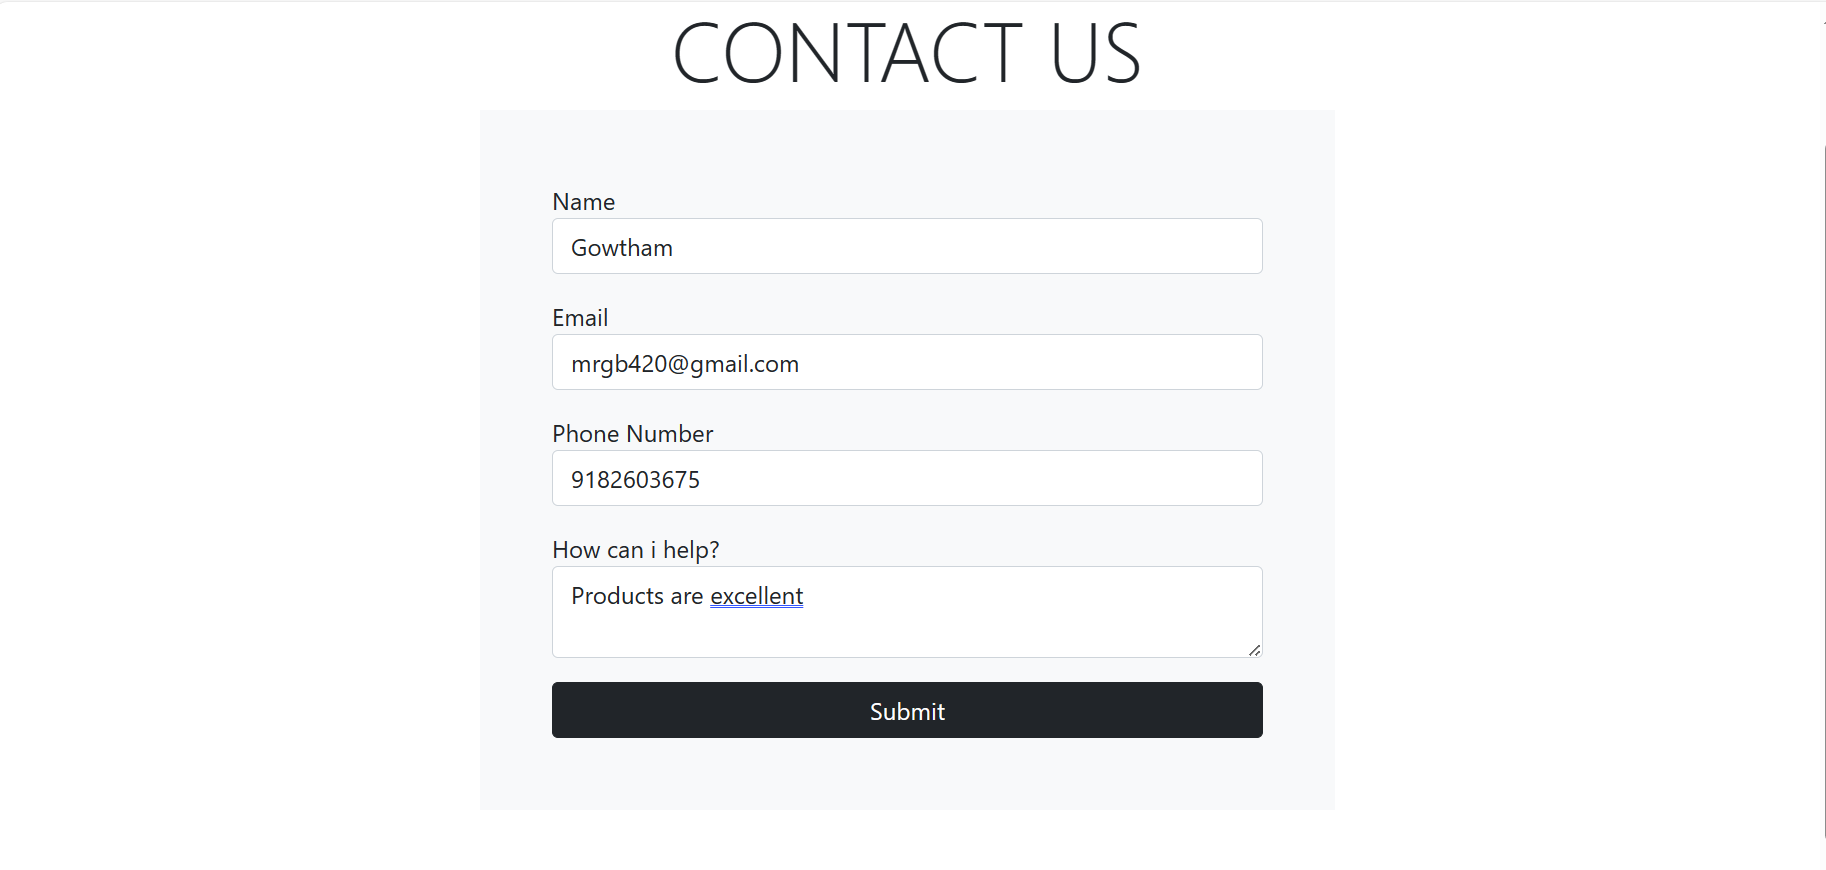 CONTACT US
Name
Gowtham
Email
mrgb420@gmail.com
Phone Number
9182603675
How can i help?
Products are excellent
Submit